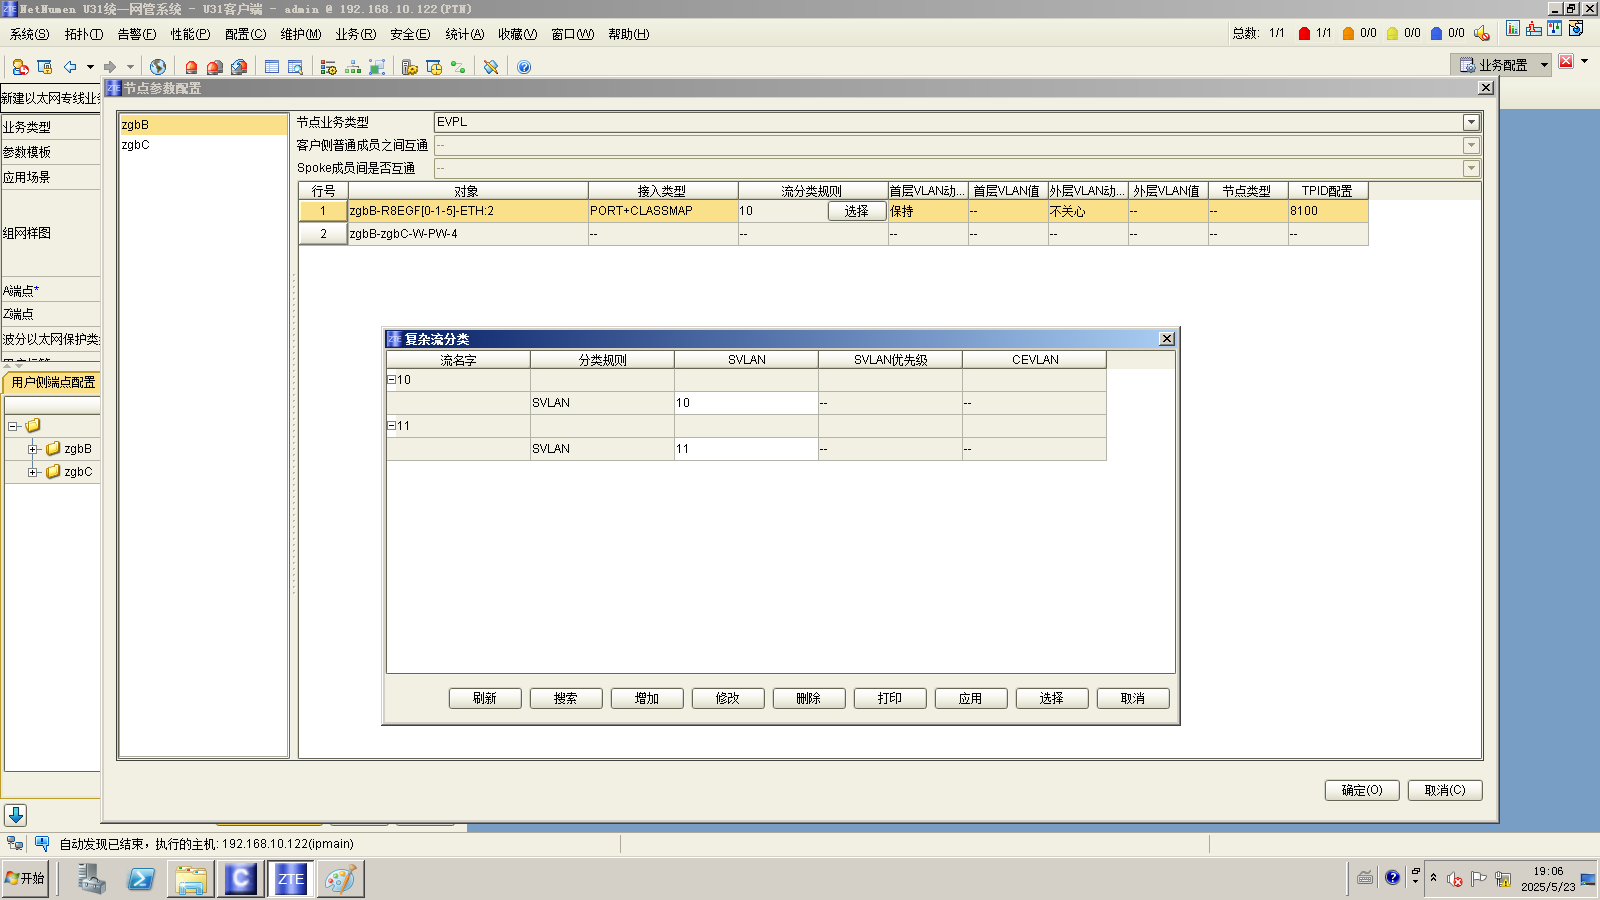 NetNumen U31统一网管系统 - U31客户端 - admin @ 192.168.10.122(PTN)
系统(S) 拓扑(T) 告警(F) 性能(P) 配置(C) 维护(M) 业务(R) 安全(E) 统计(A) 收藏(V) 窗口(W) 帮助(H)
总数: 1/1 1/1 0/0 0/0 0/0
业务配置
新建以太网专线业务
业务类型
参数模板
应用场景
组网样图
A端点*
Z端点
波分以太网保护类
用户侧端点配置
zgbB
zgbC
节点参数配置
zgbB
zgbC
节点业务类型 EVPL
客户侧普通成员之间互通 --
Spoke成员间是否互通 --
行号 对象 接入类型 流分类规则 首层VLAN动... 首层VLAN值 外层VLAN动... 外层VLAN值 节点类型 TPID配置
1 zgbB-R8EGF[0-1-5]-ETH:2 PORT+CLASSMAP 10 选择 保持 -- 不关心 -- -- 8100
2 zgbB-zgbC-W-PW-4 -- -- -- -- -- -- -- --
复杂流分类
流名字 分类规则 SVLAN SVLAN优先级 CEVLAN
10
SVLAN 10 -- --
11
SVLAN 11 -- --
刷新 搜索 增加 修改 删除 打印 应用 选择 取消
确定(O) 取消(C)
自动发现已结束，执行的主机: 192.168.10.122(ipmain)
开始
ZTE
19:06
2025/5/23